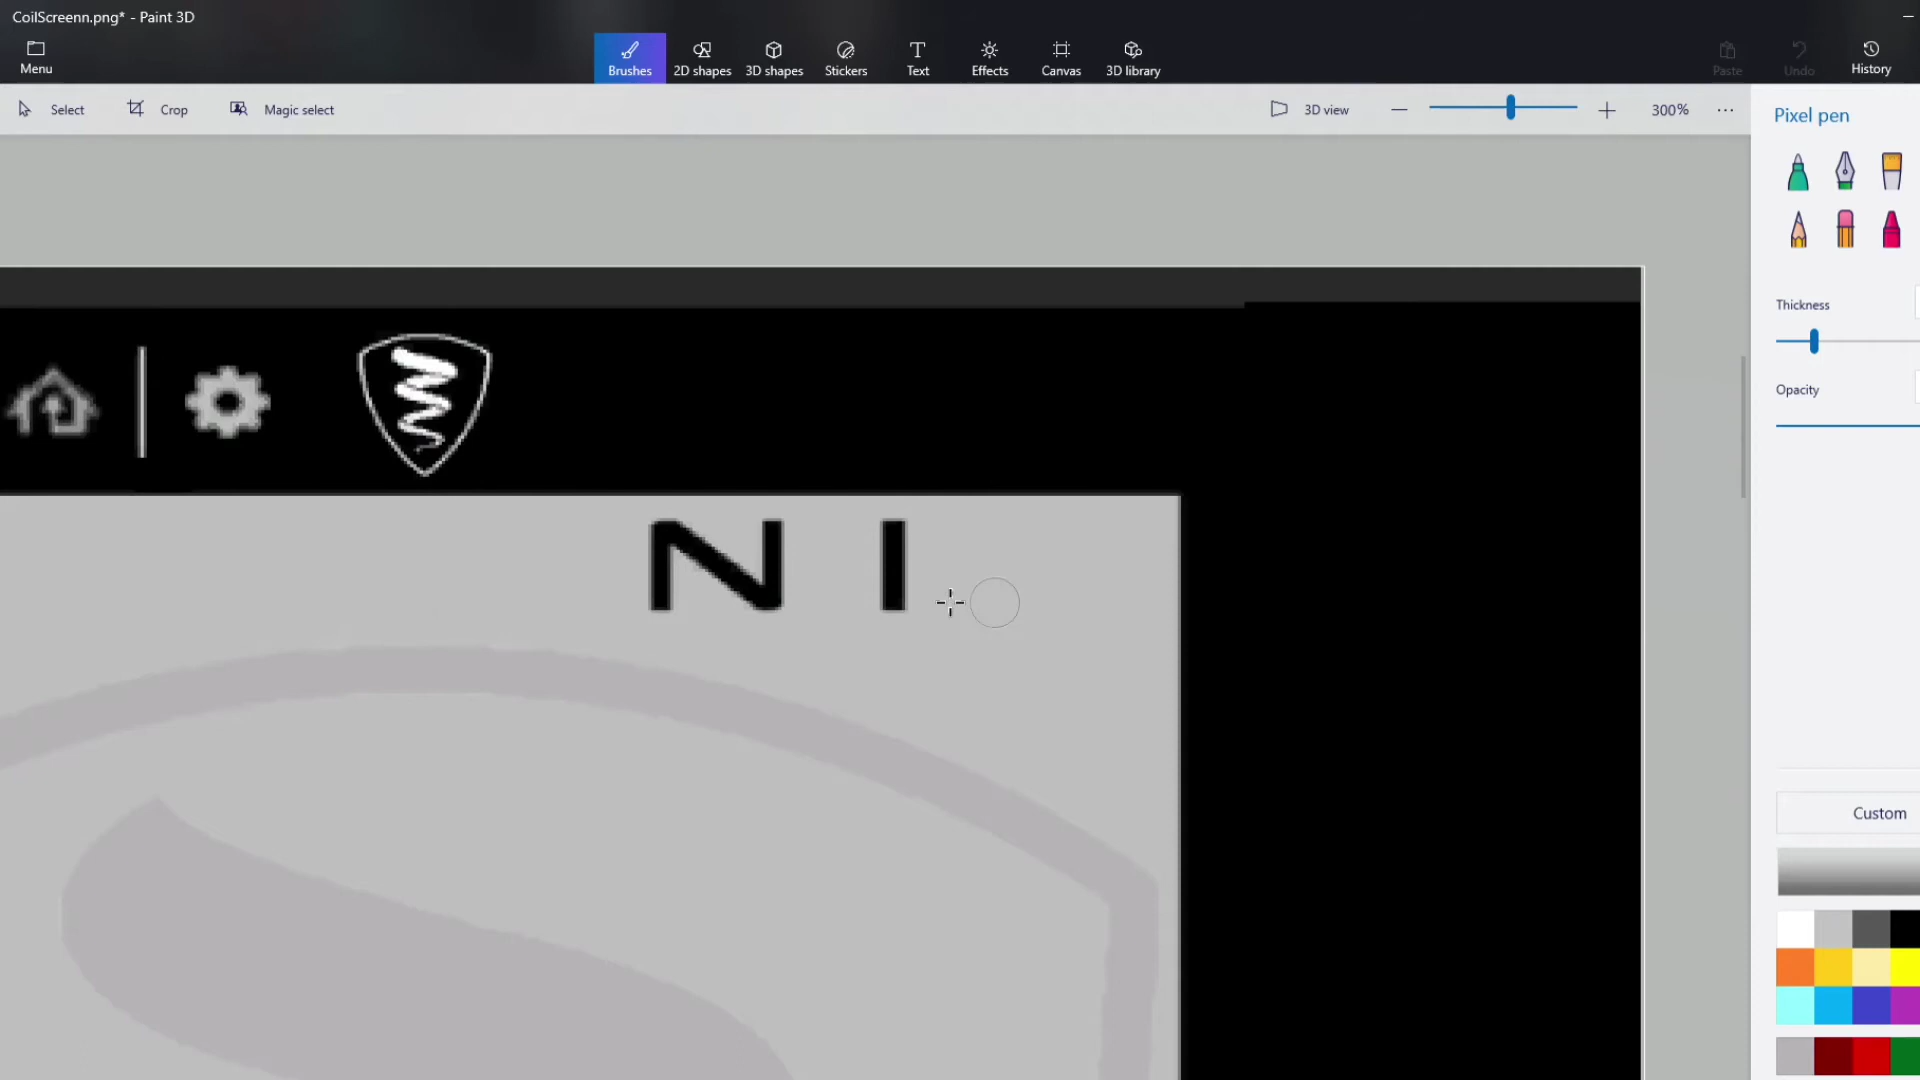 CoilScreenn.png* - Paint 3D
Menu
Brushes
2D shapes
3D shapes
Stickers
Text
Effects
Canvas
3D library
Paste
Undo
History
Select
Crop
Magic select
3D view
300%
Pixel pen
N I
Thickness
Opacity
Custom